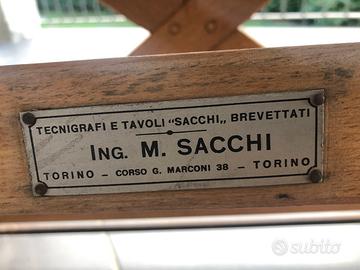 TECNIGRAFI E TAVOLI "SACCHI,, BREVETTATI
ING. M. SACCHI
TORINO - CORSO G. MARCONI 38 - TORINO
subito